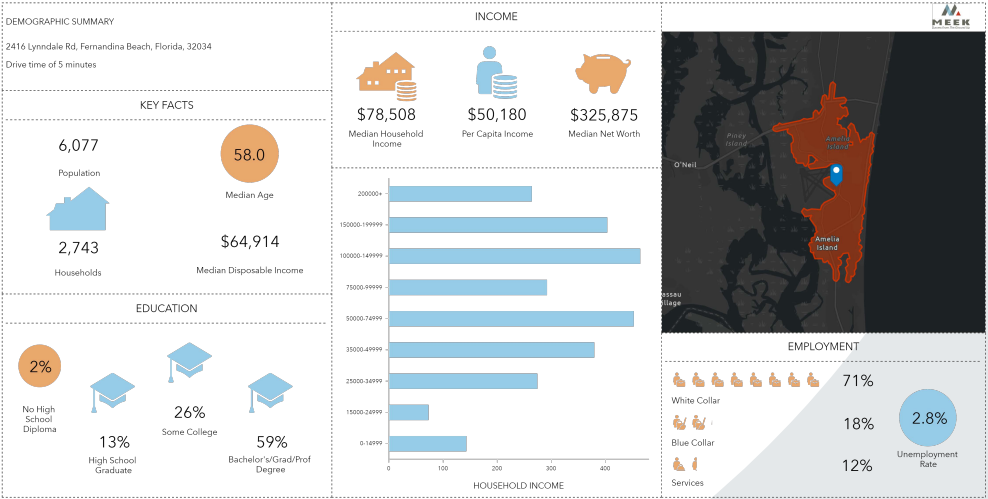 DEMOGRAPHIC SUMMARY
2416 Lynndale Rd, Fernandina Beach, Florida, 32034
Drive time of 5 minutes
KEY FACTS
6,077
Population
58.0
Median Age
2,743
Households
$64,914
Median Disposable Income
EDUCATION
2%
No High
School
Diploma
13%
High School
Graduate
26%
Some College
59%
Bachelor's/Grad/Prof
Degree
INCOME
$78,508
Median Household
Income
$50,180
Per Capita Income
$325,875
Median Net Worth
200000+
150000-199999
100000-149999
75000-99999
50000-74999
35000-49999
25000-34999
15000-24999
0-14999
0
100
200
300
400
HOUSEHOLD INCOME
MEEK
Piney
Island
O'Neil
Amelia
Island
Amelia
Island
assau
illage
EMPLOYMENT
71%
White Collar
18%
Blue Collar
12%
Services
2.8%
Unemployment
Rate